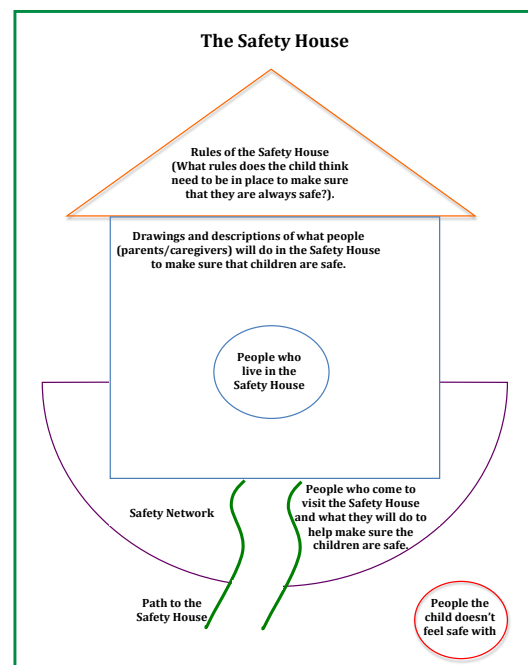 The Safety House
Rules of the Safety House
(What rules does the child think
need to be in place to make sure
that they are always safe?).
Drawings and descriptions of what people
(parents/caregivers) will do in the Safety House
to make sure that children are safe.
People who
live in the
Safety House
People who come to
visit the Safety House
and what they will do to
help make sure the
children are safe.
Safety Network
Path to the
Safety House
People the
child doesn't
feel safe with